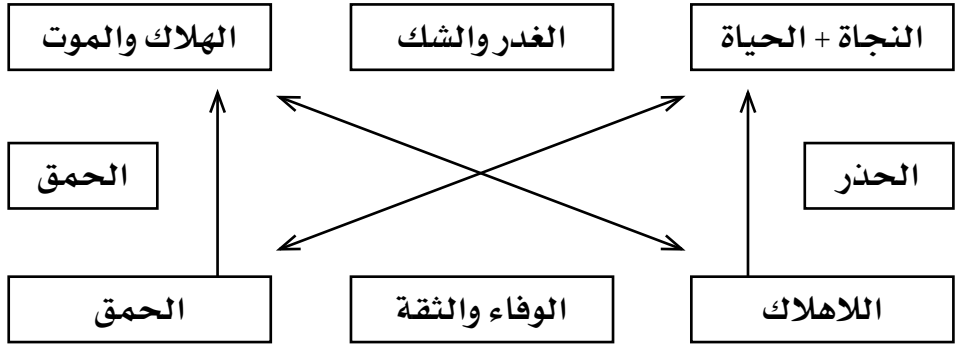 النجاة + الحياة
الغدر والشك
الهلاك والموت
الحذر
الحمق
اللاهلاك
الوفاء والثقة
الحمق